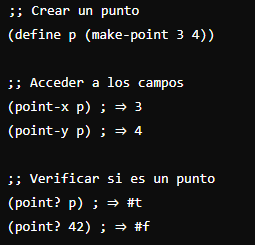 ;; Crear un punto
(define p (make-point 3 4))
;; Acceder a los campos
(point-x p) ; ⇒ 3
(point-y p) ; ⇒ 4
;; Verificar si es un punto
(point? p) ; ⇒ #t
(point? 42) ; ⇒ #f